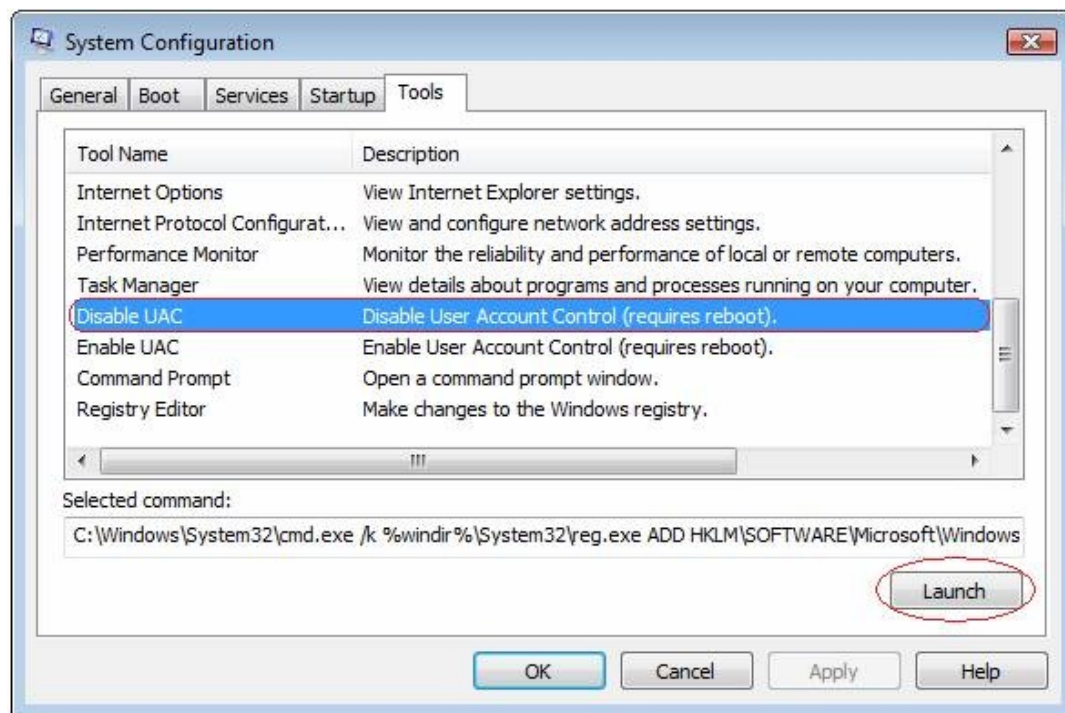 System Configuration
General Boot Services Startup Tools
Tool Name Description
Internet Options View Internet Explorer settings.
Internet Protocol Configurat... View and configure network address settings.
Performance Monitor Monitor the reliability and performance of local or remote computers.
Task Manager View details about programs and processes running on your computer.
Disable UAC Disable User Account Control (requires reboot).
Enable UAC Enable User Account Control (requires reboot).
Command Prompt Open a command prompt window.
Registry Editor Make changes to the Windows registry.
Selected command:
C:\Windows\System32\cmd.exe /k %windir%\System32\reg.exe ADD HKLM\SOFTWARE\Microsoft\Windows
Launch
OK Cancel Apply Help